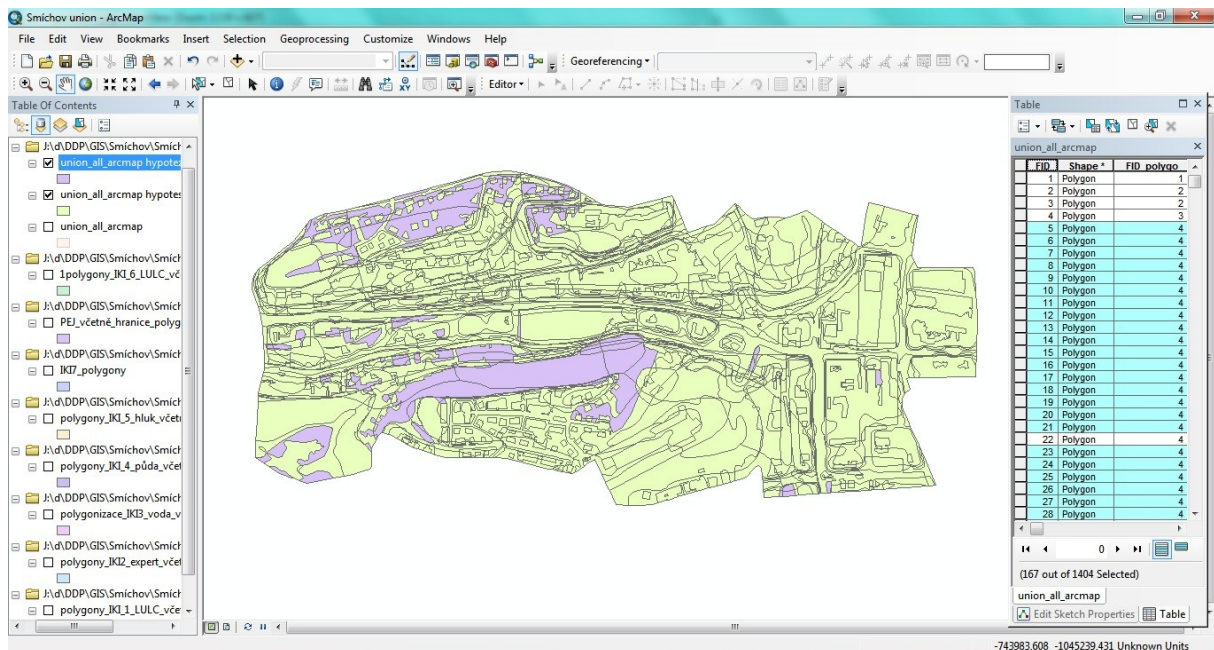 Smíchov union - ArcMap
File Edit View Bookmarks Insert Selection Geoprocessing Customize Windows Help
Georeferencing
Editor
Table Of Contents
J:\d\DDP\GIS\Smíchov\Smích
union_all_arcmap hypotez
union_all_arcmap hypotes
union_all_arcmap
J:\d\DDP\GIS\Smíchov\Smích
1polygony_IKI_6_LULC_vč
J:\d\DDP\GIS\Smíchov\Smích
PEJ_včetně_hranice_polyg
J:\d\DDP\GIS\Smíchov\Smích
IKI7_polygony
J:\d\DDP\GIS\Smíchov\Smích
polygony_IKI_5_hluk_včetn
J:\d\DDP\GIS\Smíchov\Smích
polygony_IKI_4_půda_včet
J:\d\DDP\GIS\Smíchov\Smích
polygonizace_IKI3_voda_v
J:\d\DDP\GIS\Smíchov\Smích
polygony_IKI2_expert_včet
J:\d\DDP\GIS\Smíchov\Smích
polygony_IKI_1_LULC_vče
Table
union_all_arcmap
FID Shape * FID_polygo
1 Polygon 1
2 Polygon 2
3 Polygon 2
4 Polygon 3
5 Polygon 4
6 Polygon 4
7 Polygon 4
8 Polygon 4
9 Polygon 4
10 Polygon 4
11 Polygon 4
12 Polygon 4
13 Polygon 4
14 Polygon 4
15 Polygon 4
16 Polygon 4
17 Polygon 4
18 Polygon 4
19 Polygon 4
20 Polygon 4
21 Polygon 4
22 Polygon 4
23 Polygon 4
24 Polygon 4
25 Polygon 4
26 Polygon 4
27 Polygon 4
28 Polygon 4
0
(167 out of 1404 Selected)
union_all_arcmap
Edit Sketch Properties Table
-743983.608 -1045239.431 Unknown Units